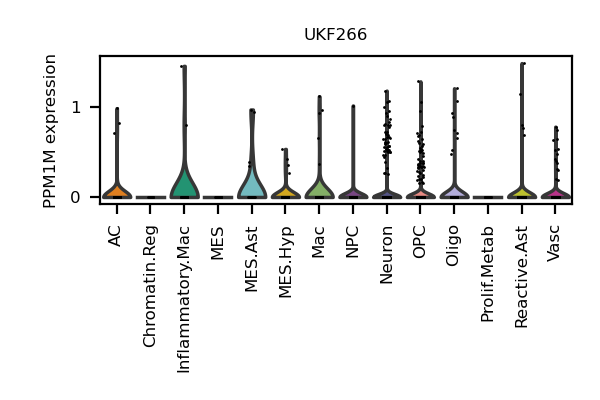 UKF266
PPM1M expression
1
0
AC
Chromatin.Reg
Inflammatory.Mac
MES
MES.Ast
MES.Hyp
Mac
NPC
Neuron
OPC
Oligo
Prolif.Metab
Reactive.Ast
Vasc